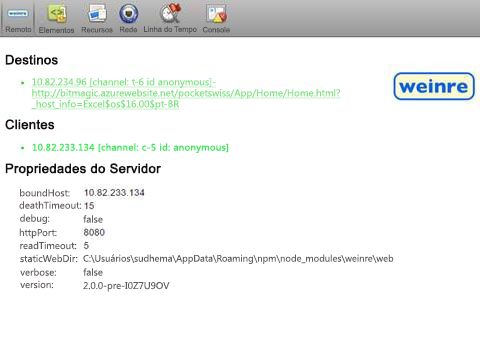 weinre
Remoto Elementos Recursos Rede Linha do Tempo Console
Destinos
weinre
• 10.82.234.96 [channel: t-6 id anonymous]-
http://bitmagic.azurewebsite.net/pocketswiss/App/Home/Home.html?
_host_info=Excel$os$16.00$pt-BR
Clientes
• 10.82.233.134 [channel: c-5 id: anonymous]
Propriedades do Servidor
boundHost: 10.82.233.134
deathTimeout: 15
debug: false
httpPort: 8080
readTimeout: 5
staticWebDir: C:\Usuários\sudhema\AppData\Roaming\npm\node_modules\weinre\web
verbose: false
version: 2.0.0-pre-I0Z7U9OV